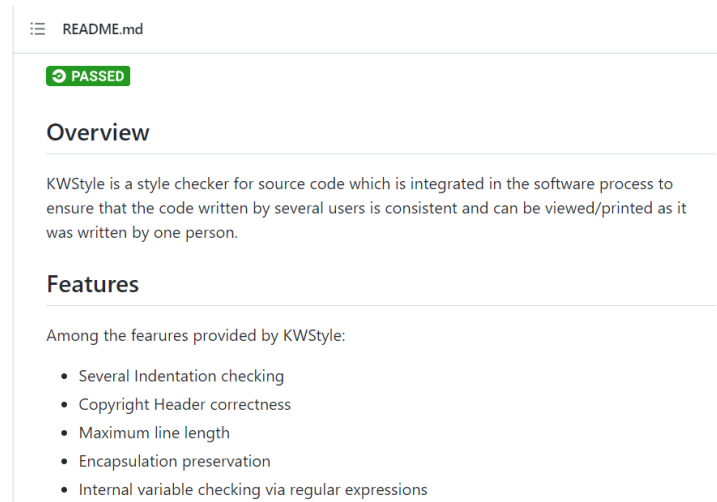 README.md
PASSED
Overview
KWStyle is a style checker for source code which is integrated in the software process to
ensure that the code written by several users is consistent and can be viewed/printed as it
was written by one person.
Features
Among the fearures provided by KWStyle:
Several Indentation checking
Copyright Header correctness
Maximum line length
Encapsulation preservation
Internal variable checking via regular expressions